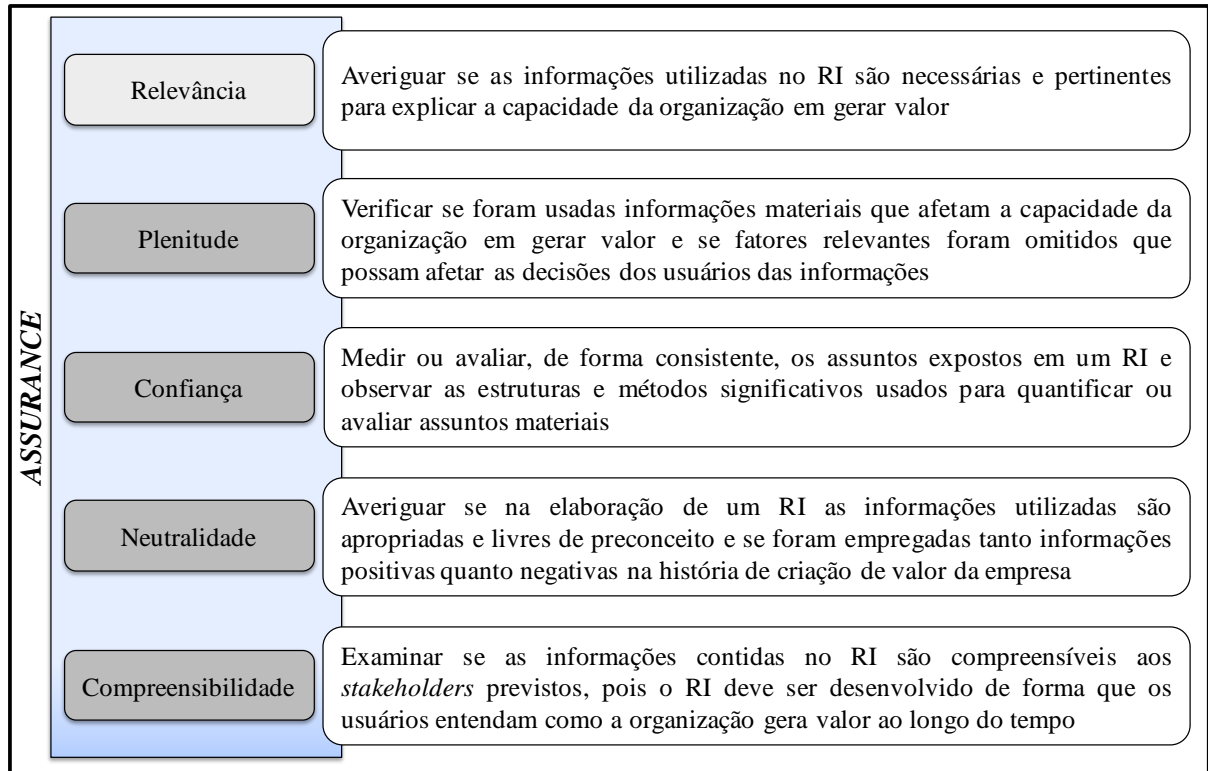 ASSURANCE
Relevância
Averiguar se as informações utilizadas no RI são necessárias e pertinentes
para explicar a capacidade da organização em gerar valor
Plenitude
Verificar se foram usadas informações materiais que afetam a capacidade da
organização em gerar valor e se fatores relevantes foram omitidos que
possam afetar as decisões dos usuários das informações
Confiança
Medir ou avaliar, de forma consistente, os assuntos expostos em um RI e
observar as estruturas e métodos significativos usados para quantificar ou
avaliar assuntos materiais
Neutralidade
Averiguar se na elaboração de um RI as informações utilizadas são
apropriadas e livres de preconceito e se foram empregadas tanto informações
positivas quanto negativas na história de criação de valor da empresa
Compreensibilidade
Examinar se as informações contidas no RI são compreensíveis aos
stakeholders previstos, pois o RI deve ser desenvolvido de forma que os
usuários entendam como a organização gera valor ao longo do tempo